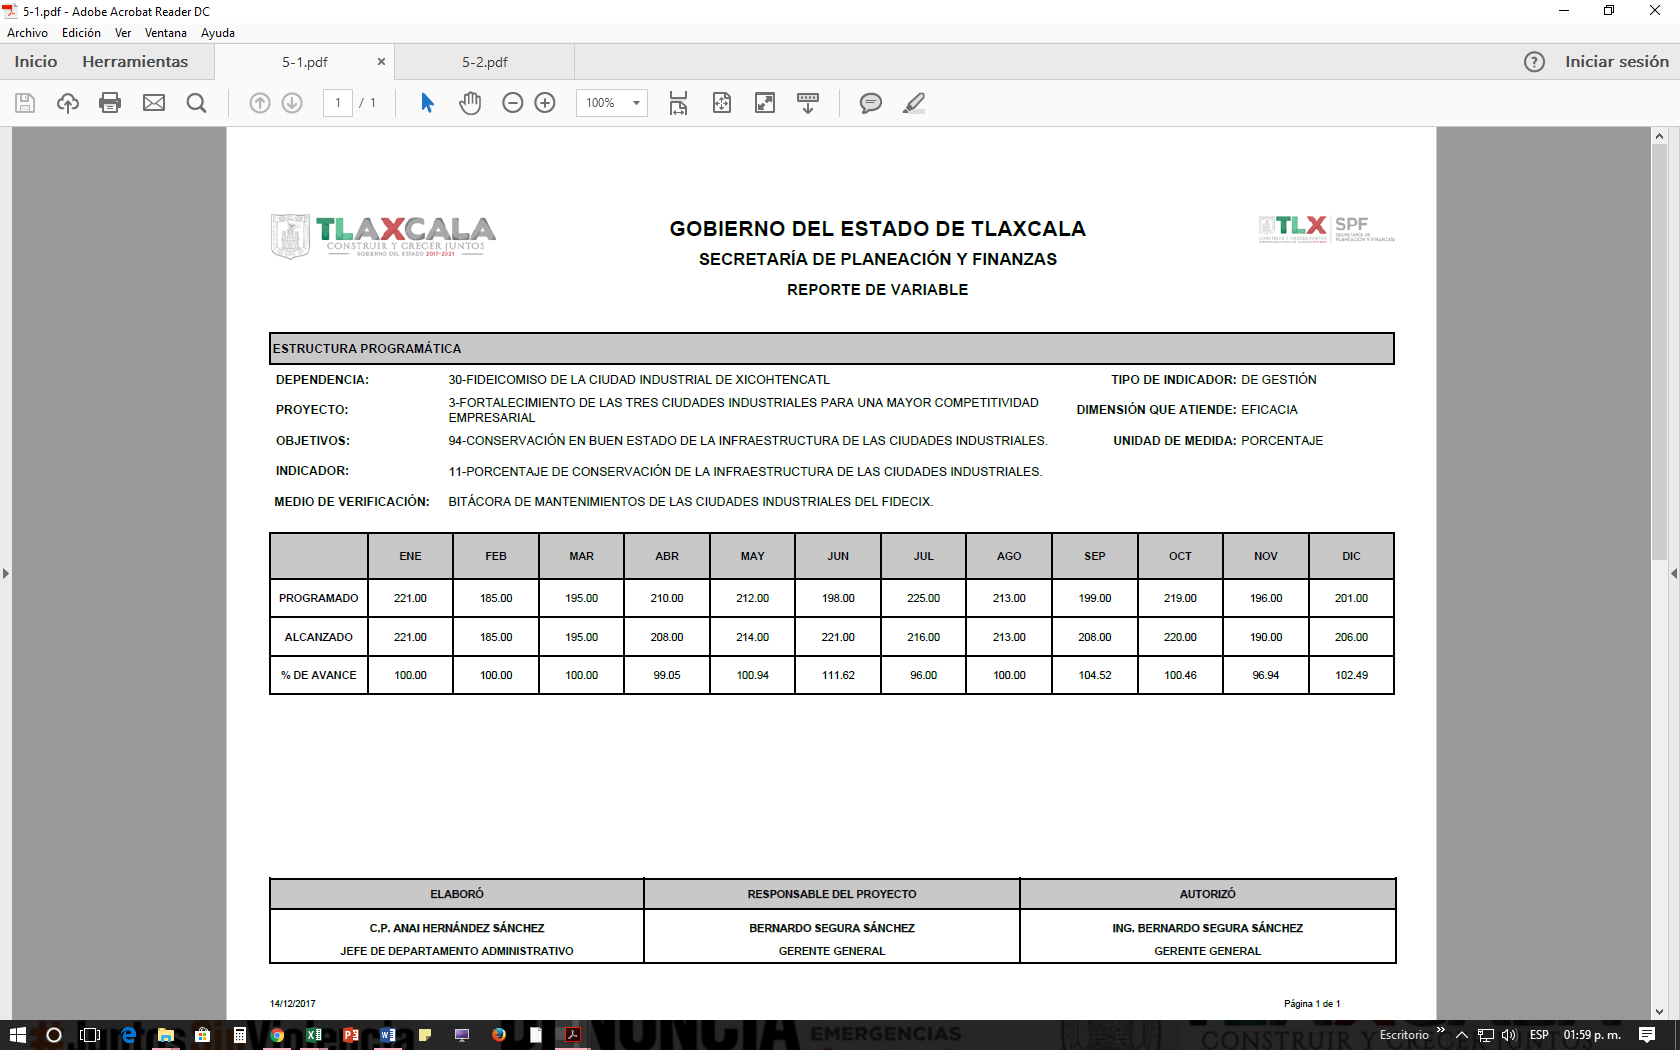 5-1.pdf - Adobe Acrobat Reader DC
Archivo Edición Ver Ventana Ayuda
Inicio Herramientas 5-1.pdf × 5-2.pdf ? Iniciar sesión
1 / 1 100%
TLAXCALA
CONSTRUIR Y CRECER JUNTOS
GOBIERNO DEL ESTADO 2017-2021
GOBIERNO DEL ESTADO DE TLAXCALA
SECRETARÍA DE PLANEACIÓN Y FINANZAS
REPORTE DE VARIABLE
TLX SPF
SECRETARÍA DE
PLANEACIÓN Y FINANZAS
ESTRUCTURA PROGRAMÁTICA
DEPENDENCIA: 30-FIDEICOMISO DE LA CIUDAD INDUSTRIAL DE XICOHTENCATL TIPO DE INDICADOR: DE GESTIÓN
PROYECTO: 3-FORTALECIMIENTO DE LAS TRES CIUDADES INDUSTRIALES PARA UNA MAYOR COMPETITIVIDAD
EMPRESARIAL DIMENSIÓN QUE ATIENDE: EFICACIA
OBJETIVOS: 94-CONSERVACIÓN EN BUEN ESTADO DE LA INFRAESTRUCTURA DE LAS CIUDADES INDUSTRIALES. UNIDAD DE MEDIDA: PORCENTAJE
INDICADOR: 11-PORCENTAJE DE CONSERVACIÓN DE LA INFRAESTRUCTURA DE LAS CIUDADES INDUSTRIALES.
MEDIO DE VERIFICACIÓN: BITÁCORA DE MANTENIMIENTOS DE LAS CIUDADES INDUSTRIALES DEL FIDECIX.
ENE FEB MAR ABR MAY JUN JUL AGO SEP OCT NOV DIC
PROGRAMADO 221.00 185.00 195.00 210.00 212.00 198.00 225.00 213.00 199.00 219.00 196.00 201.00
ALCANZADO 221.00 185.00 195.00 208.00 214.00 221.00 216.00 213.00 208.00 220.00 190.00 206.00
% DE AVANCE 100.00 100.00 100.00 99.05 100.94 111.62 96.00 100.00 104.52 100.46 96.94 102.49
ELABORÓ RESPONSABLE DEL PROYECTO AUTORIZÓ
C.P. ANAI HERNÁNDEZ SÁNCHEZ BERNARDO SEGURA SÁNCHEZ ING. BERNARDO SEGURA SÁNCHEZ
JEFE DE DEPARTAMENTO ADMINISTRATIVO GERENTE GENERAL GERENTE GENERAL
14/12/2017 Página 1 de 1
EMERGENCIAS
Escritorio » ESP 01:59 p. m.